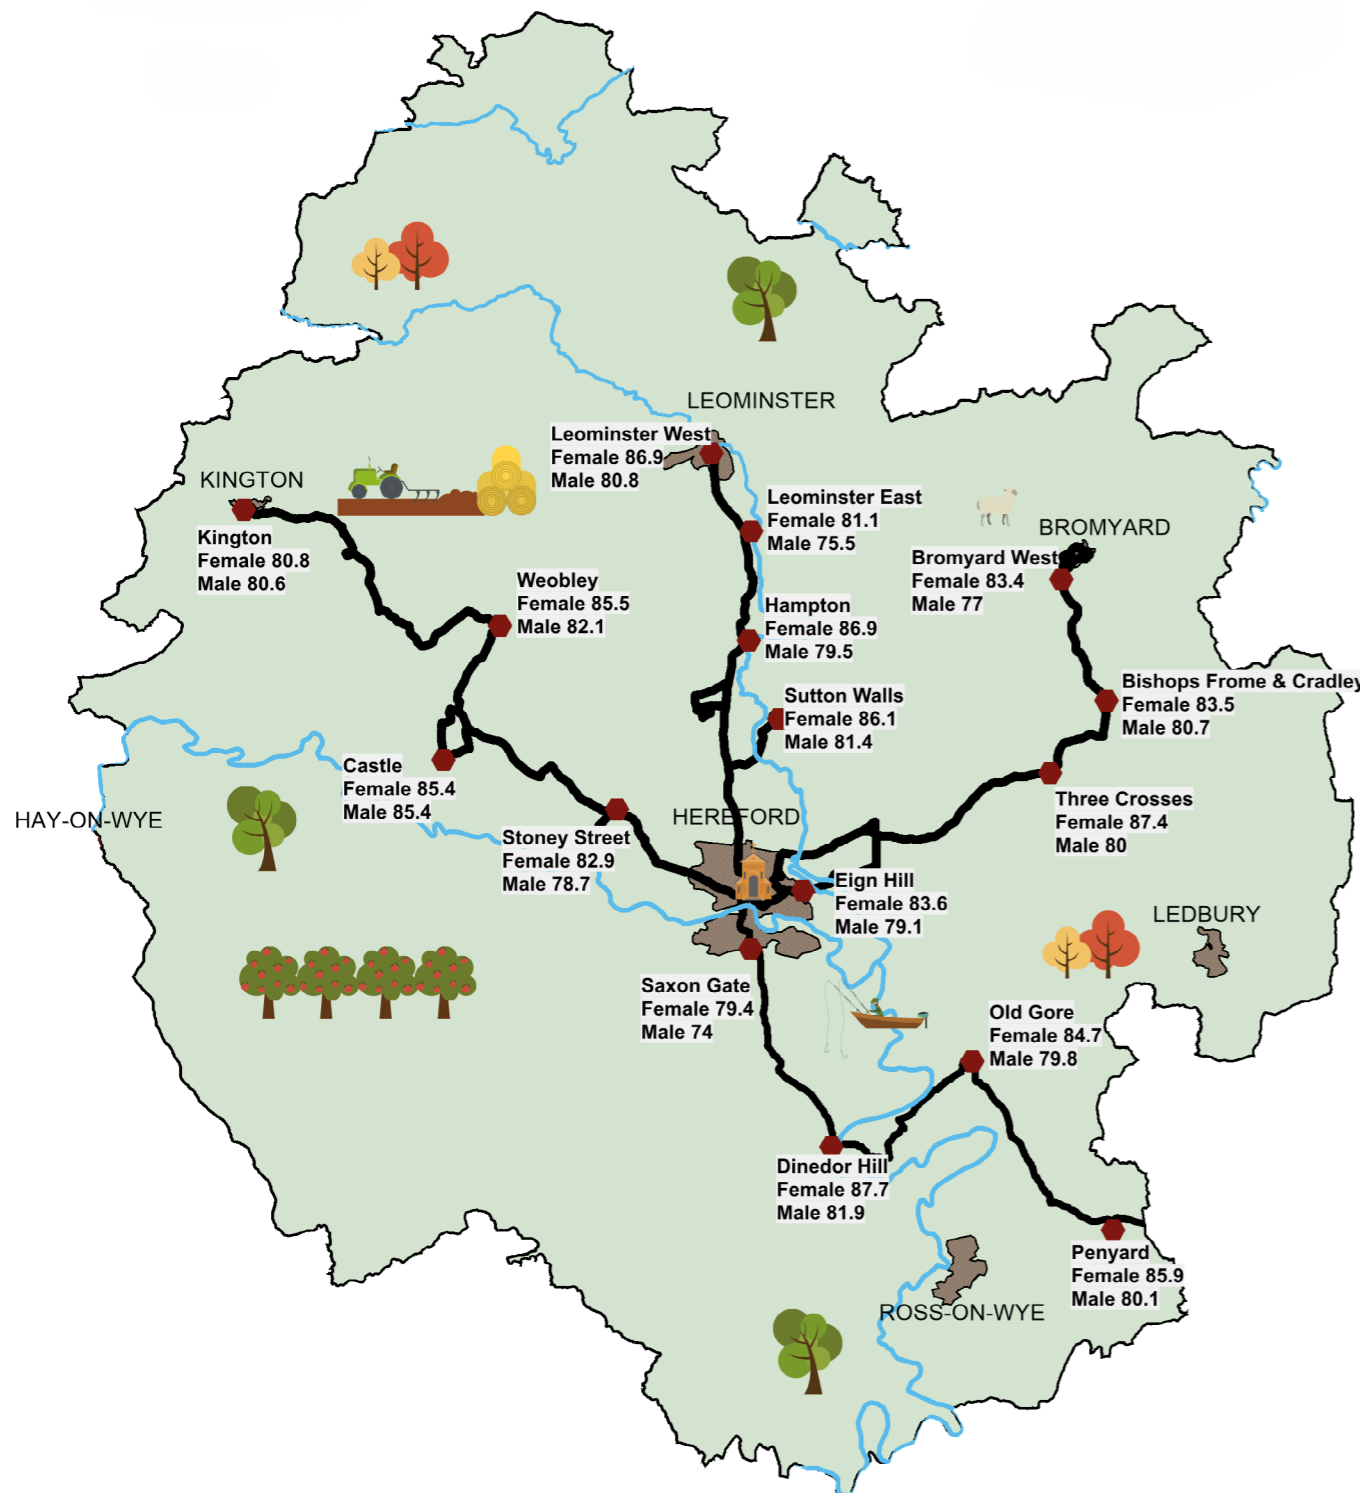 LEOMINSTER
Leominster West
Female 86.9
Male 80.8
KINGTON
Kington
Female 80.8
Male 80.6
Leominster East
Female 81.1
Male 75.5
BROMYARD
Bromyard West
Female 83.4
Male 77
Weobley
Female 85.5
Male 82.1
Hampton
Female 86.9
Male 79.5
Sutton Walls
Female 86.1
Male 81.4
Bishops Frome & Cradley
Female 83.5
Male 80.7
Castle
Female 85.4
Male 85.4
HAY-ON-WYE
Three Crosses
Female 87.4
Male 80
HEREFORD
Stoney Street
Female 82.9
Male 78.7
Eign Hill
Female 83.6
Male 79.1
LEDBURY
Saxon Gate
Female 79.4
Male 74
Old Gore
Female 84.7
Male 79.8
Dinedor Hill
Female 87.7
Male 81.9
Penyard
Female 85.9
Male 80.1
ROSS-ON-WYE